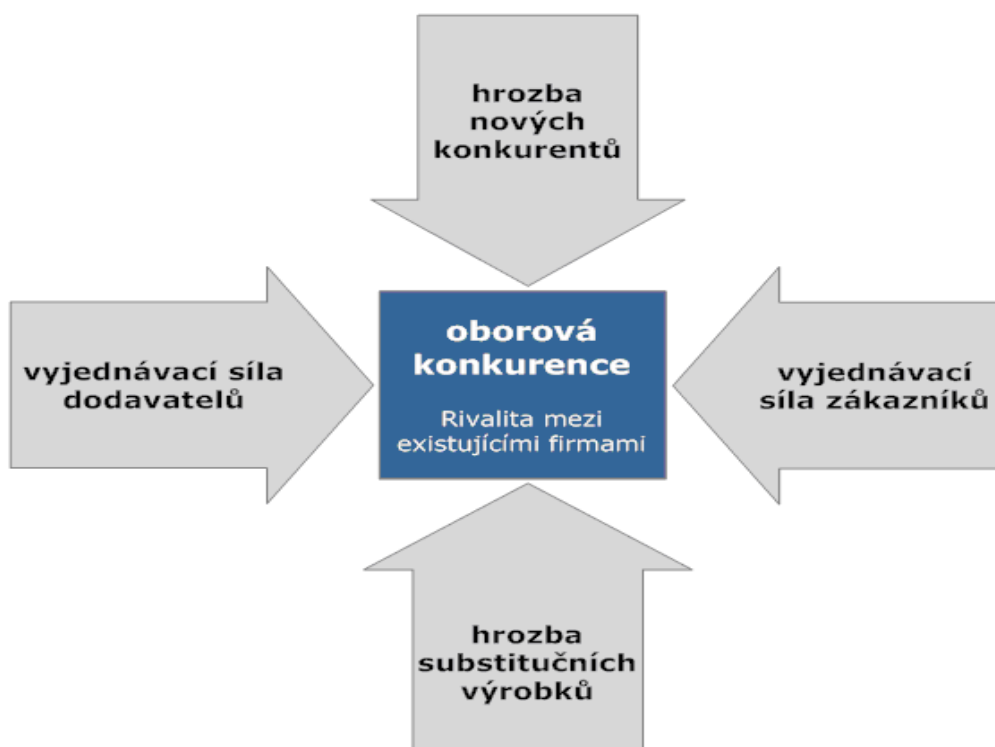 hrozba
nových
konkurentů
vyjednávací síla
dodavatelů
oborová
konkurence
Rivalita mezi
existujícími firmami
vyjednávací
síla zákazníků
hrozba
substitučních
výrobků